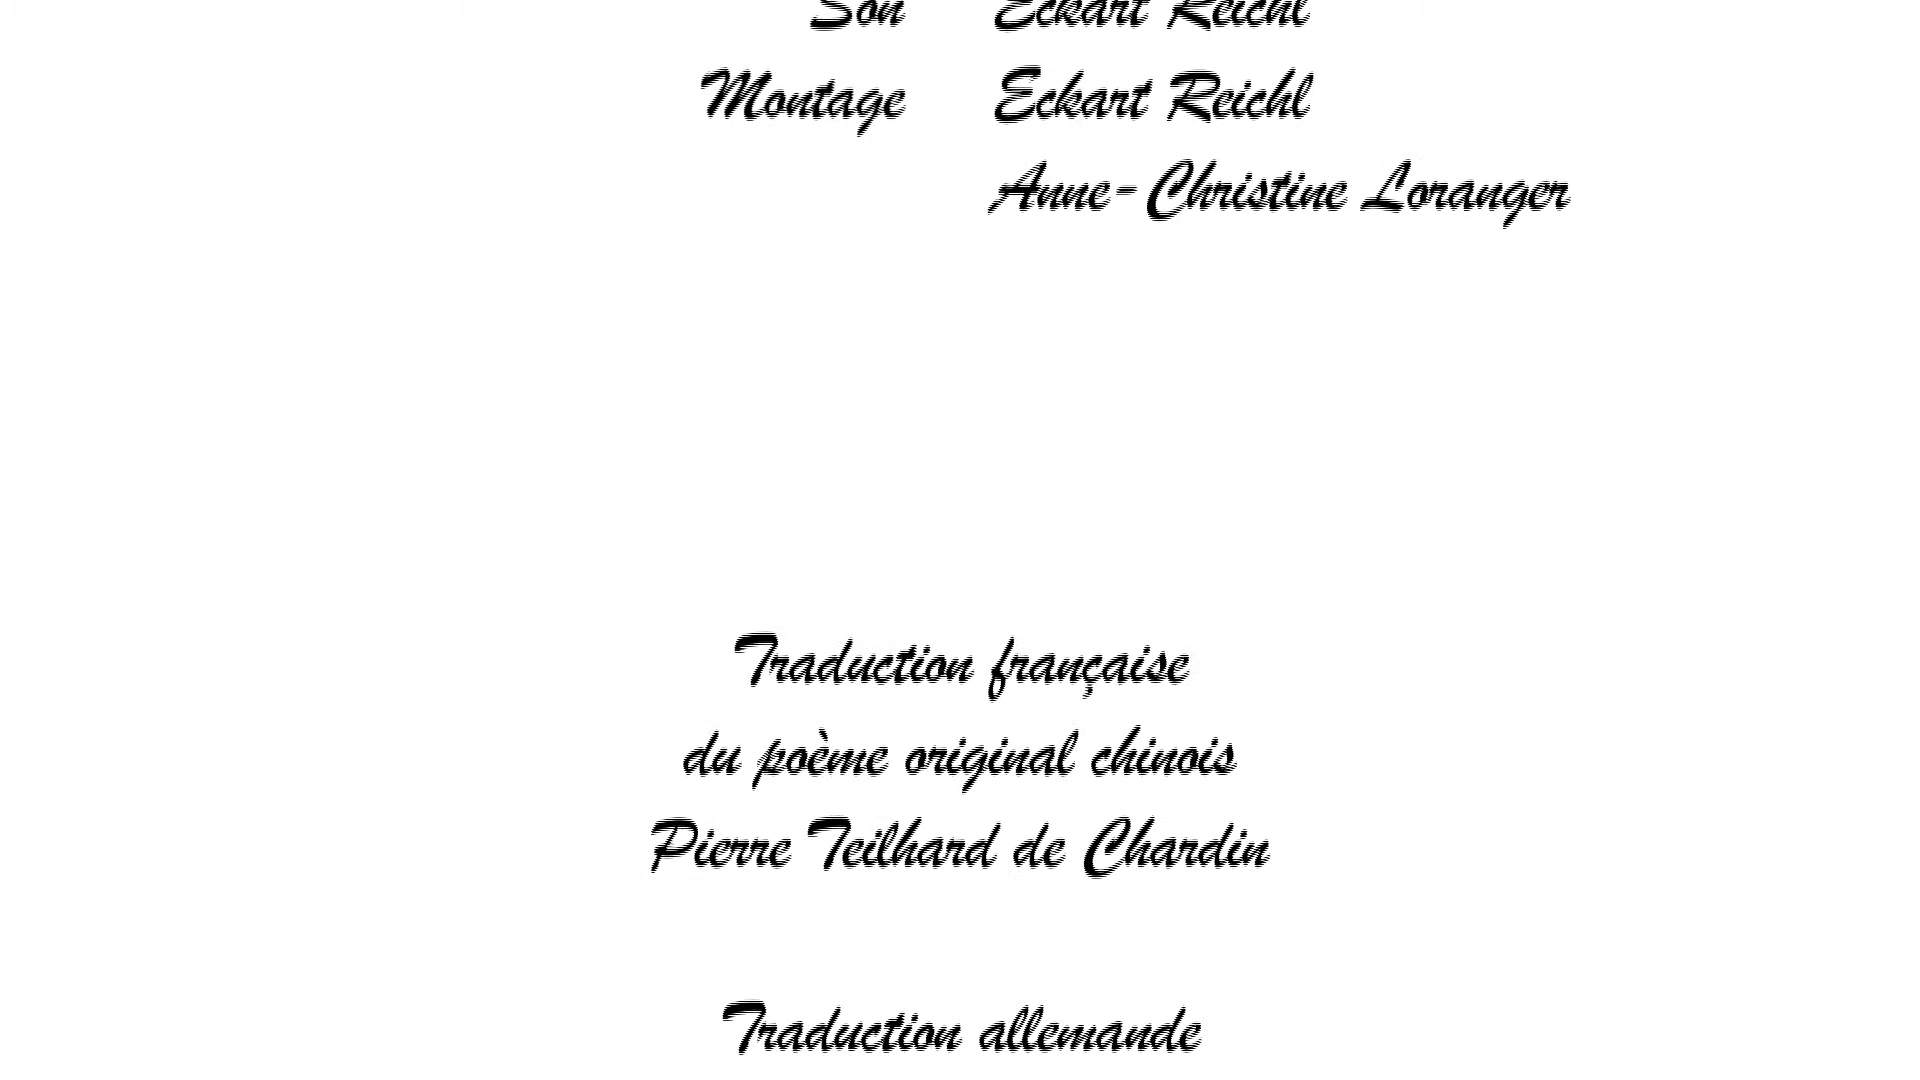 Son Eckart Reichl
Montage Eckart Reichl
Anne-Christine Loranger
Traduction française
du poème original chinois
Pierre Teilhard de Chardin
Traduction allemande